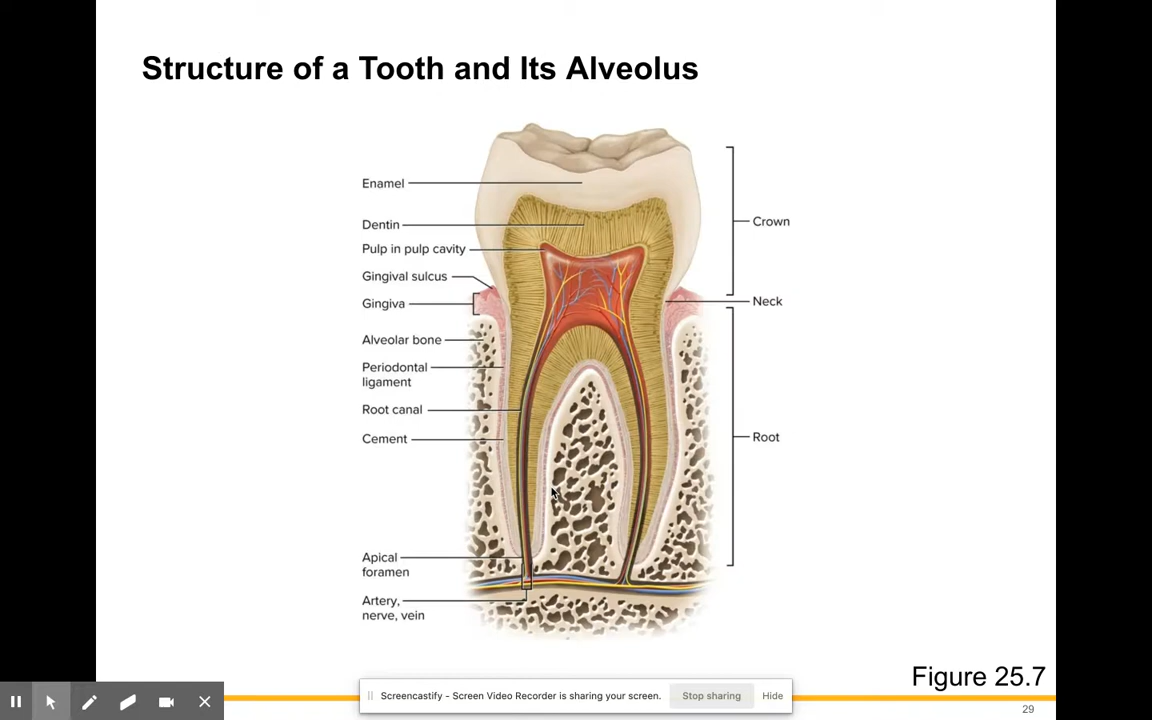 Structure of a Tooth and Its Alveolus
Enamel
Dentin
Pulp in pulp cavity
Gingival sulcus
Gingiva
Alveolar bone
Periodontal
ligament
Root canal
Cement
Apical
foramen
Artery,
nerve, vein
Crown
Neck
Root
Figure 25.7
Screencastify - Screen Video Recorder is sharing your screen.
Stop sharing
Hide
29